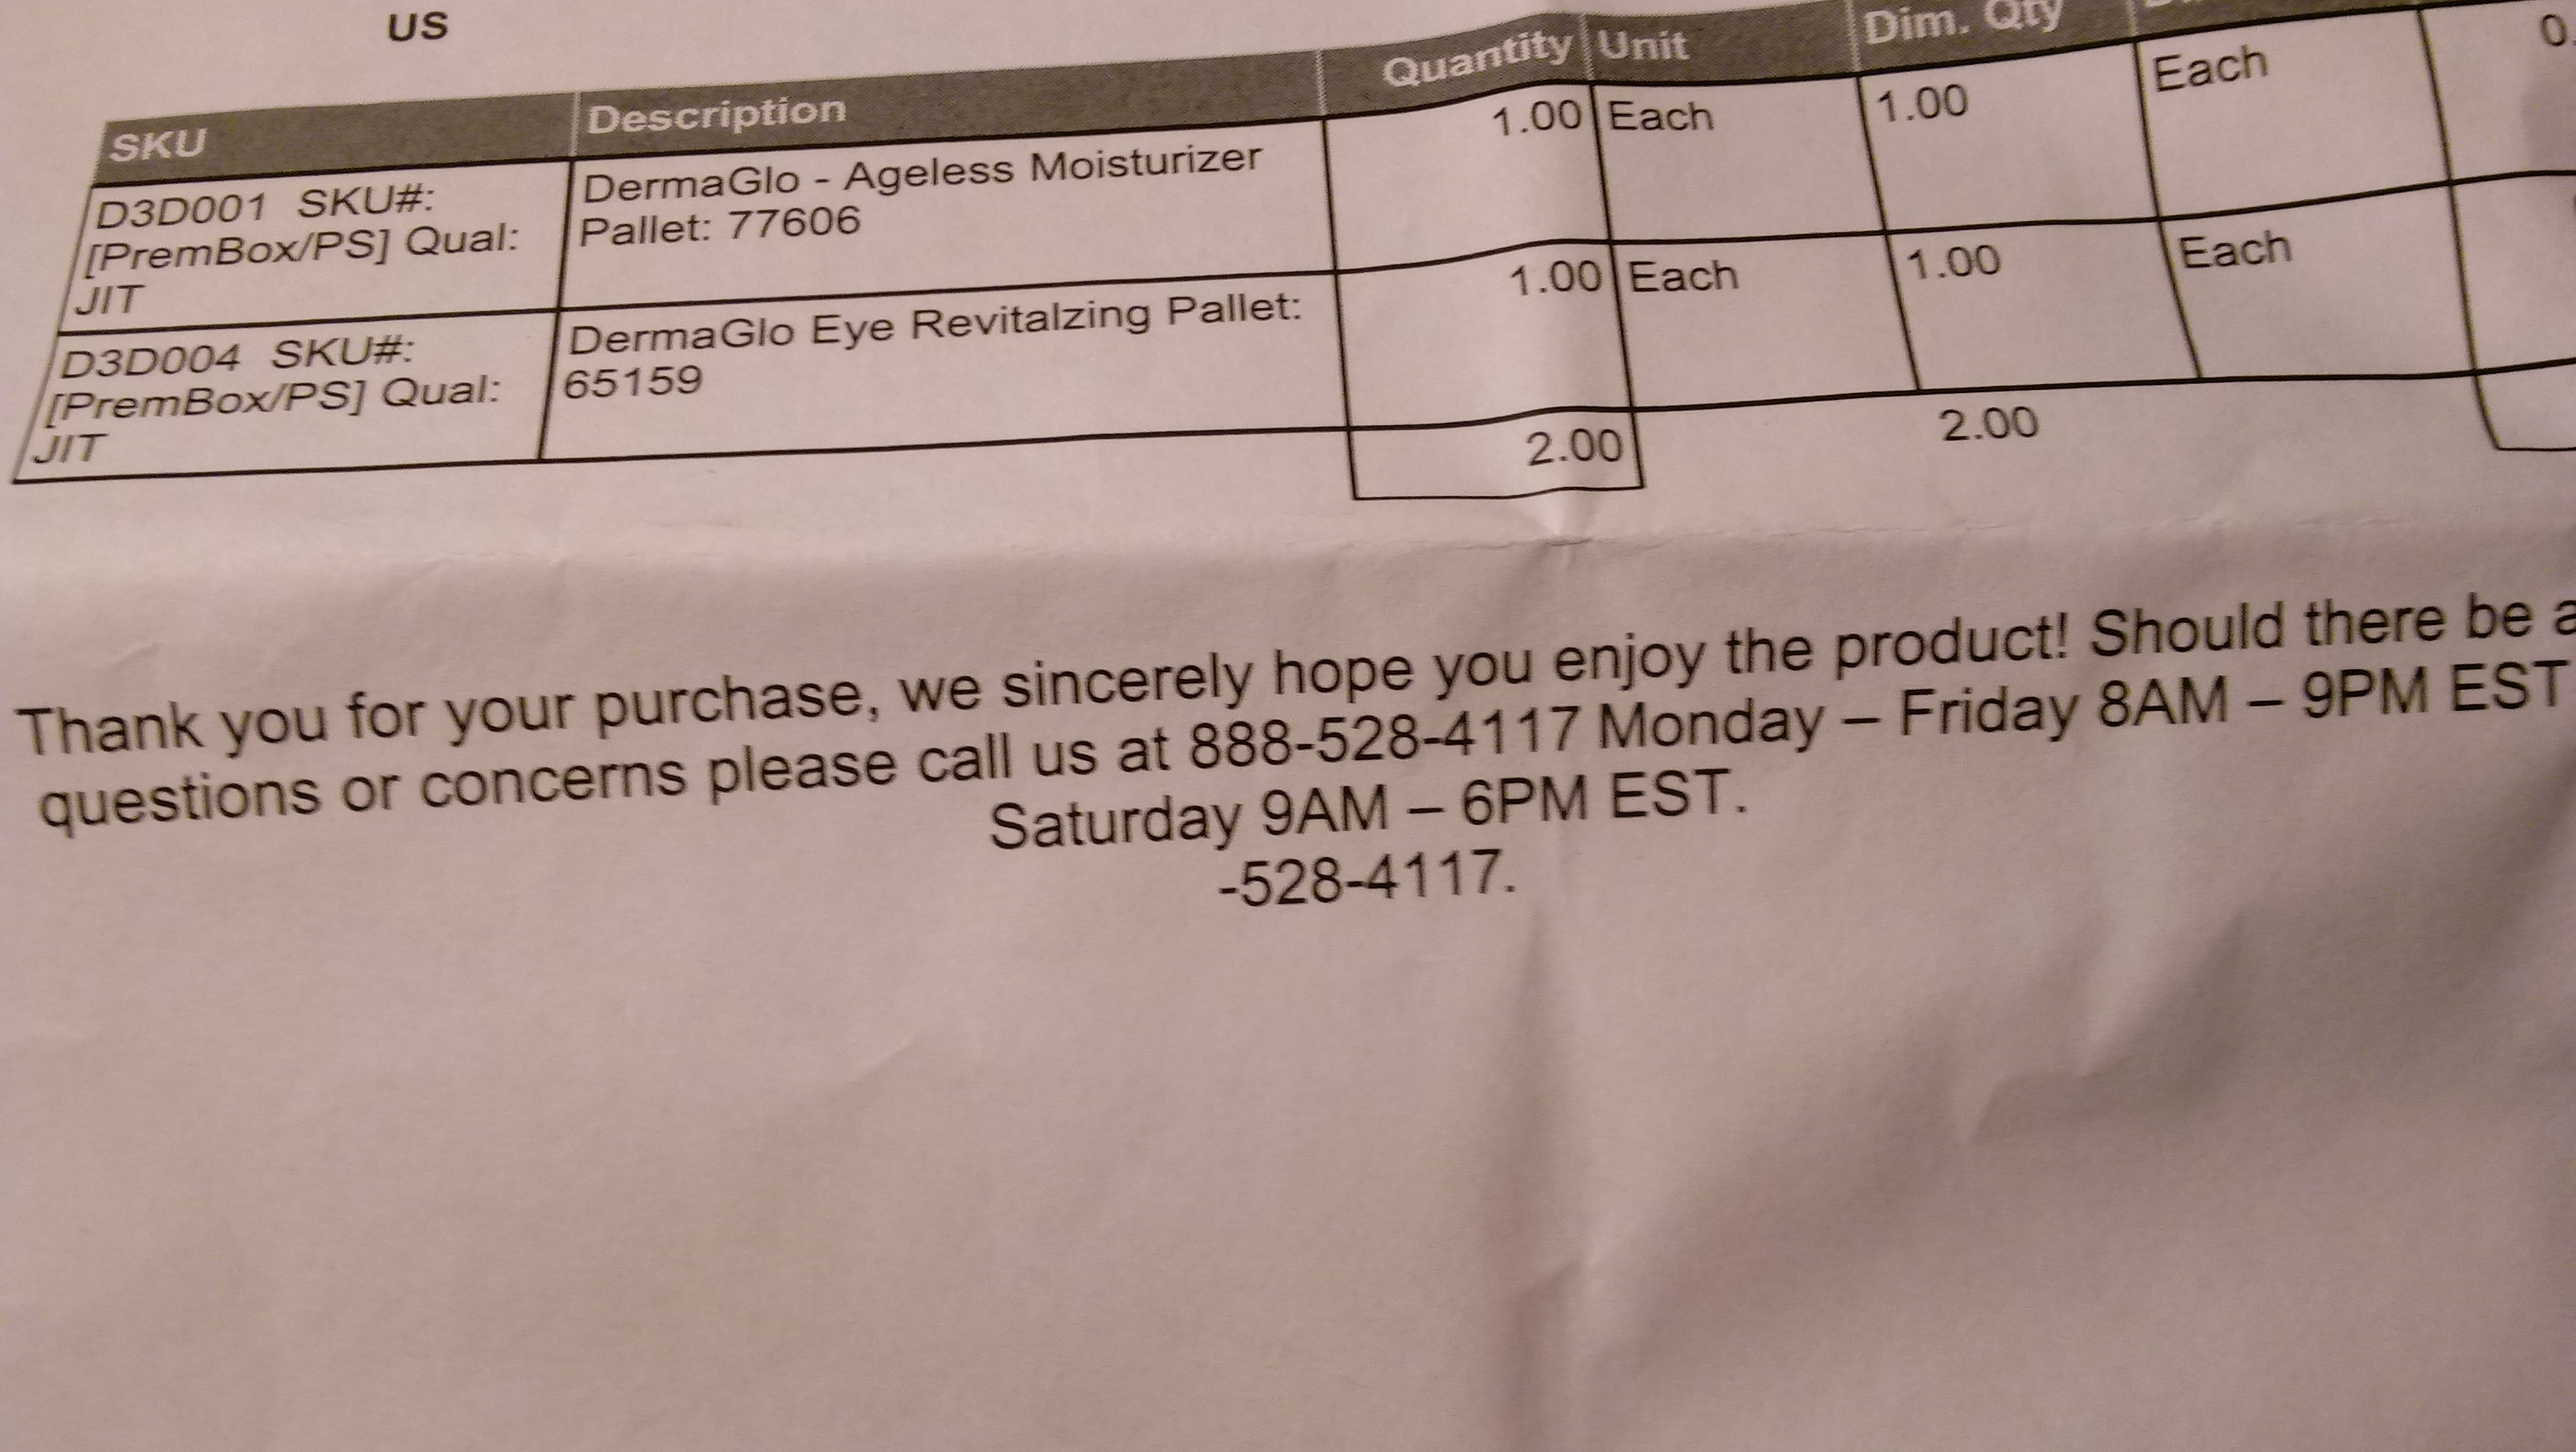 US
SKU Description Quantity Unit Dim. Qty
D3D001 SKU#: DermaGlo - Ageless Moisturizer 1.00 Each 1.00 Each 0.
[PremBox/PS] Qual: Pallet: 77606
JIT
D3D004 SKU#: DermaGlo Eye Revitalzing Pallet: 1.00 Each 1.00 Each
[PremBox/PS] Qual: 65159
JIT
2.00 2.00
Thank you for your purchase, we sincerely hope you enjoy the product! Should there be a
questions or concerns please call us at 888-528-4117 Monday – Friday 8AM – 9PM EST
Saturday 9AM – 6PM EST.
-528-4117.